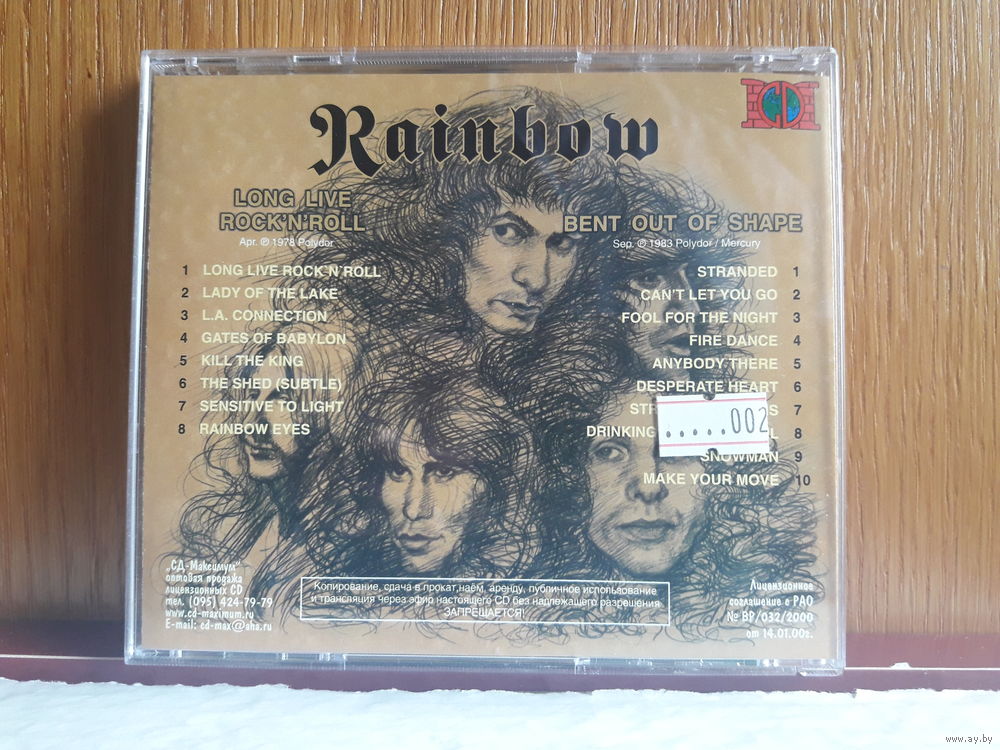 Rainbow
CD
LONG LIVE
ROCK'N'ROLL
Apr. ℗ 1978 Polydor
1 LONG LIVE ROCK'N'ROLL
2 LADY OF THE LAKE
3 L.A. CONNECTION
4 GATES OF BABYLON
5 KILL THE KING
6 THE SHED (SUBTLE)
7 SENSITIVE TO LIGHT
8 RAINBOW EYES
BENT OUT OF SHAPE
Sep. ℗ 1983 Polydor / Mercury
STRANDED 1
CAN'T LET YOU GO 2
FOOL FOR THE NIGHT 3
FIRE DANCE 4
ANYBODY THERE 5
DESPERATE HEART 6
7
DRINKING 8
SNOWMAN 9
MAKE YOUR MOVE 10
.....002
„СД-Максимум"
оптовая продажа
лицензионных CD
тел. (095) 424-79-79
www.cd-maximum.ru
E-mail: cd-max@aha.ru
Копирование, сдача в прокат,наём, аренду, публичное использование
и трансляция через эфир настоящего CD без надлежащего разрешения
ЗАПРЕЩАЕТСЯ!
Лицензионное
соглашение с РАО
№ ВР/032/2000
от 14.01.00г.
www.ay.by